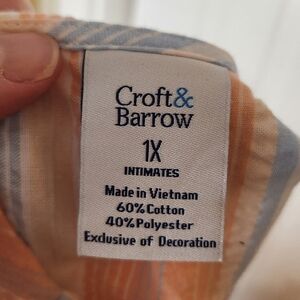 Croft&
Barrow
1X
INTIMATES
Made in Vietnam
60% Cotton
40% Polyester
Exclusive of Decoration